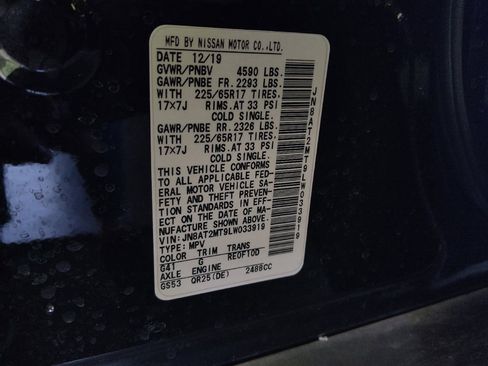 MFD BY NISSAN MOTOR CO.,LTD.
DATE 12/19
GVWR/PNBV 4590 LBS.
GAWR/PNBE FR. 2293 LBS.
WITH 225/65R17 TIRES,
17×7J RIMS.AT 33 PSI
COLD SINGLE.
GAWR/PNBE RR. 2326 LBS.
WITH 225/65R17 TIRES,
17×7J RIMS.AT 33 PSI
COLD SINGLE.
THIS VEHICLE CONFORMS
TO ALL APPLICABLE FED-
ERAL MOTOR VEHICLE SA-
FETY AND THEFT PREVEN-
TION STANDARDS IN EFF-
ECT ON THE DATE OF MA-
NUFACTURE SHOWN ABOVE.
VIN: JN8AT2MT9LW033919
TYPE: MPV
COLOR TRIM TRANS
G41 G RE0F10D
AXLE ENGINE
GS53 QR25(DE) 2488CC
JN8AT2MT9LW033919